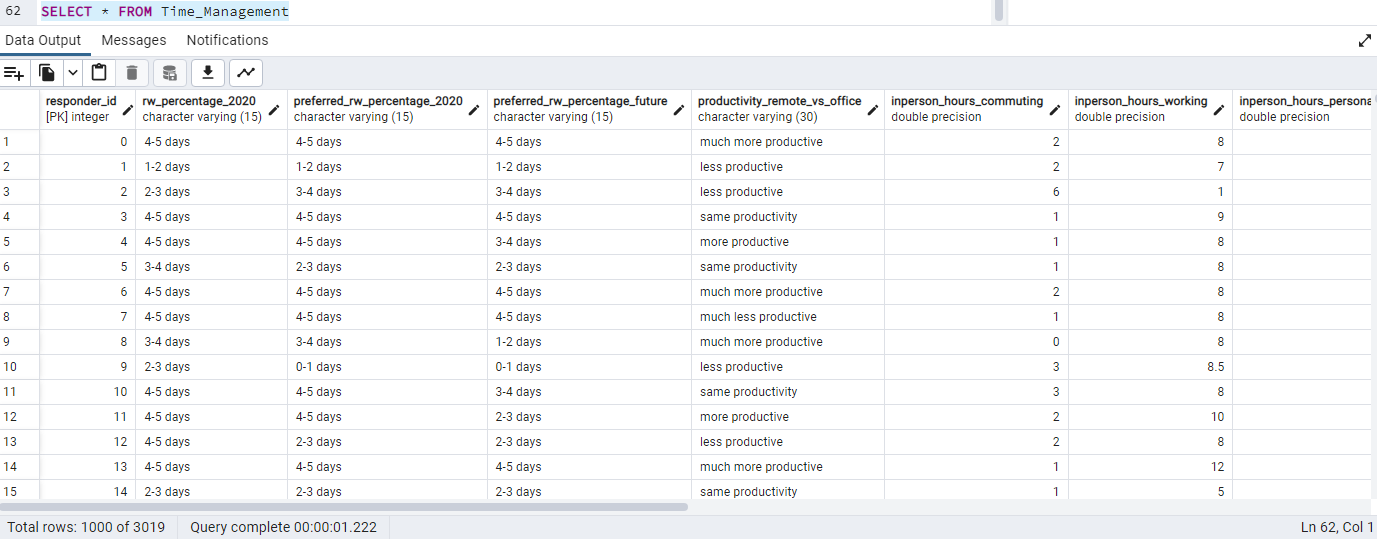 62 SELECT * FROM Time_Management
Data Output Messages Notifications
responder_id rw_percentage_2020 preferred_rw_percentage_2020 preferred_rw_percentage_future productivity_remote_vs_office inperson_hours_commuting inperson_hours_working inperson_hours_persona
[PK] integer character varying (15) character varying (15) character varying (15) character varying (30) double precision double precision double precision
1 0 4-5 days 4-5 days 4-5 days much more productive 2 8
2 1 1-2 days 1-2 days 1-2 days less productive 2 7
3 2 2-3 days 3-4 days 3-4 days less productive 6 1
4 3 4-5 days 4-5 days 4-5 days same productivity 1 9
5 4 4-5 days 4-5 days 3-4 days more productive 1 8
6 5 3-4 days 2-3 days 2-3 days same productivity 1 8
7 6 4-5 days 4-5 days 4-5 days much more productive 2 8
8 7 4-5 days 4-5 days 4-5 days much less productive 1 8
9 8 3-4 days 3-4 days 1-2 days much more productive 0 8
10 9 2-3 days 0-1 days 0-1 days less productive 3 8.5
11 10 4-5 days 4-5 days 3-4 days same productivity 3 8
12 11 4-5 days 4-5 days 2-3 days more productive 2 10
13 12 4-5 days 2-3 days 2-3 days less productive 2 8
14 13 4-5 days 4-5 days 4-5 days much more productive 1 12
15 14 2-3 days 2-3 days 2-3 days same productivity 1 5
Total rows: 1000 of 3019 Query complete 00:00:01.222 Ln 62, Col 1